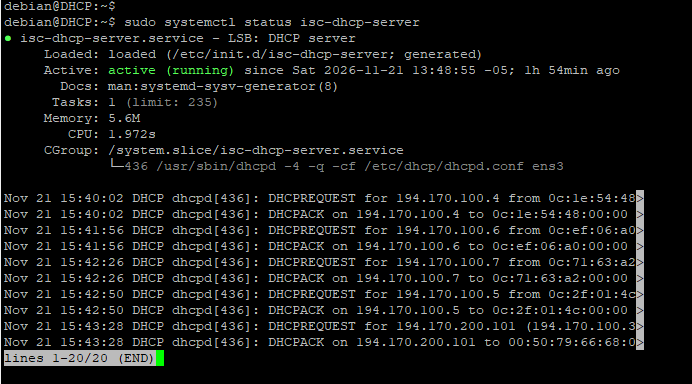 debian@DHCP:~$
debian@DHCP:~$ sudo systemctl status isc-dhcp-server
● isc-dhcp-server.service - LSB: DHCP server
     Loaded: loaded (/etc/init.d/isc-dhcp-server; generated)
     Active: active (running) since Sat 2026-11-21 13:48:55 -05; 1h 54min ago
       Docs: man:systemd-sysv-generator(8)
      Tasks: 1 (limit: 235)
     Memory: 5.6M
        CPU: 1.972s
     CGroup: /system.slice/isc-dhcp-server.service
             └─436 /usr/sbin/dhcpd -4 -q -cf /etc/dhcp/dhcpd.conf ens3

Nov 21 15:40:02 DHCP dhcpd[436]: DHCPREQUEST for 194.170.100.4 from 0c:1e:54:48>
Nov 21 15:40:02 DHCP dhcpd[436]: DHCPACK on 194.170.100.4 to 0c:1e:54:48:00:00 >
Nov 21 15:41:56 DHCP dhcpd[436]: DHCPREQUEST for 194.170.100.6 from 0c:ef:06:a0>
Nov 21 15:41:56 DHCP dhcpd[436]: DHCPACK on 194.170.100.6 to 0c:ef:06:a0:00:00 >
Nov 21 15:42:26 DHCP dhcpd[436]: DHCPREQUEST for 194.170.100.7 from 0c:71:63:a2>
Nov 21 15:42:26 DHCP dhcpd[436]: DHCPACK on 194.170.100.7 to 0c:71:63:a2:00:00 >
Nov 21 15:42:50 DHCP dhcpd[436]: DHCPREQUEST for 194.170.100.5 from 0c:2f:01:4c>
Nov 21 15:42:50 DHCP dhcpd[436]: DHCPACK on 194.170.100.5 to 0c:2f:01:4c:00:00 >
Nov 21 15:43:28 DHCP dhcpd[436]: DHCPREQUEST for 194.170.200.101 (194.170.100.3>
Nov 21 15:43:28 DHCP dhcpd[436]: DHCPACK on 194.170.200.101 to 00:50:79:66:68:0>
lines 1-20/20 (END)